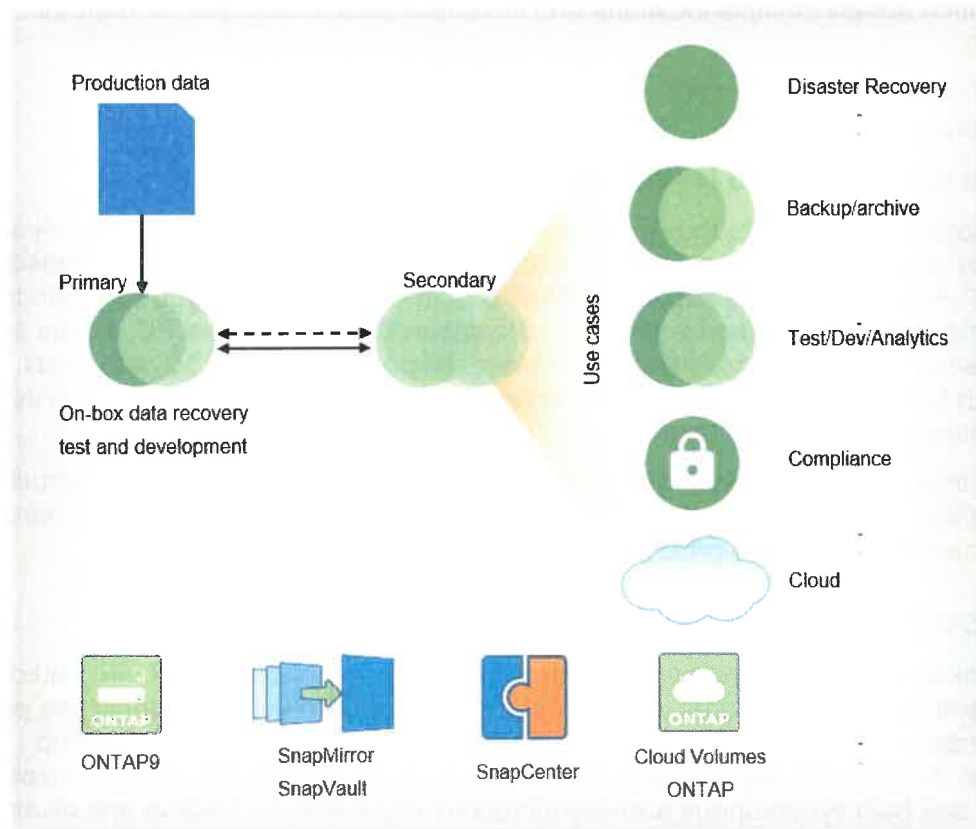 Production data
Primary
On-box data recovery
test and development
Secondary
Use cases
Disaster Recovery
Backup/archive
Test/Dev/Analytics
Compliance
Cloud
ONTAP
ONTAP9
SnapMirror
SnapVault
SnapCenter
ONTAP
Cloud Volumes
ONTAP